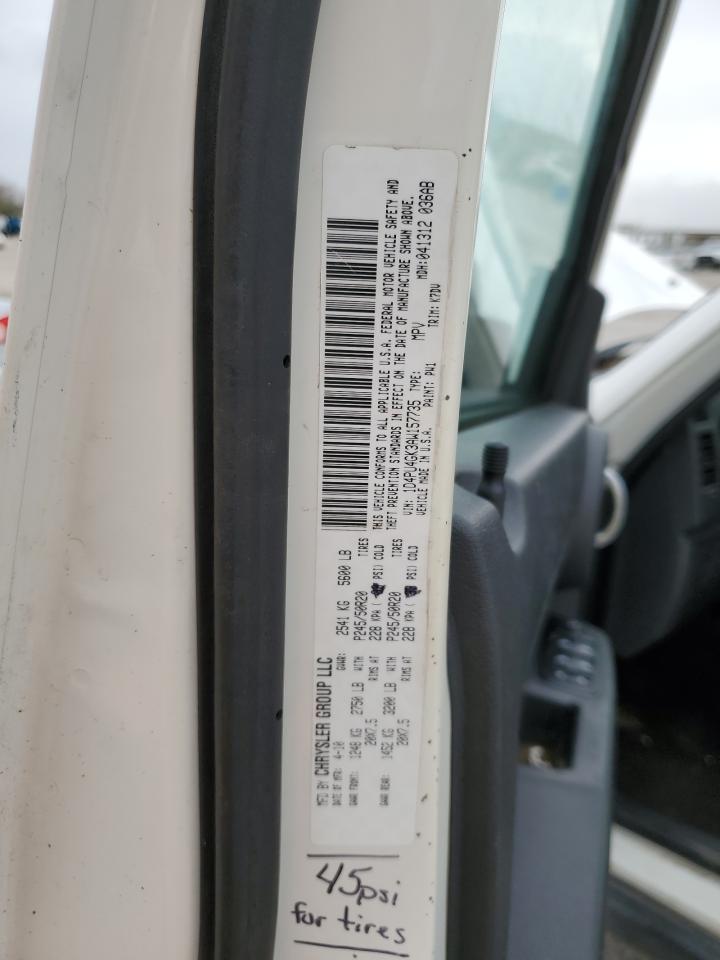 MFD BY CHRYSLER GROUP LLC
DATE OF MFR: 4-10 GVWR: 2541 KG 5600 LB
GAWR FRONT: 1248 KG 2750 LB WITH P245/50R20 TIRES
20X7.5 RIMS AT 228 KPA ( PSI) COLD
GAWR REAR: 1452 KG 3200 LB WITH P245/50R20 TIRES
20X7.5 RIMS AT 228 KPA ( PSI) COLD
THIS VEHICLE CONFORMS TO ALL APPLICABLE U.S.A. FEDERAL MOTOR VEHICLE SAFETY AND
THEFT PREVENTION STANDARDS IN EFFECT ON THE DATE OF MANUFACTURE SHOWN ABOVE.
VIN: 1D4PU4GK3AW157735 TYPE: MPV MDH: 041312 036AB
VEHICLE MADE IN U.S.A. PAINT: PW1 TRIM: K7DV
45psi
for tires